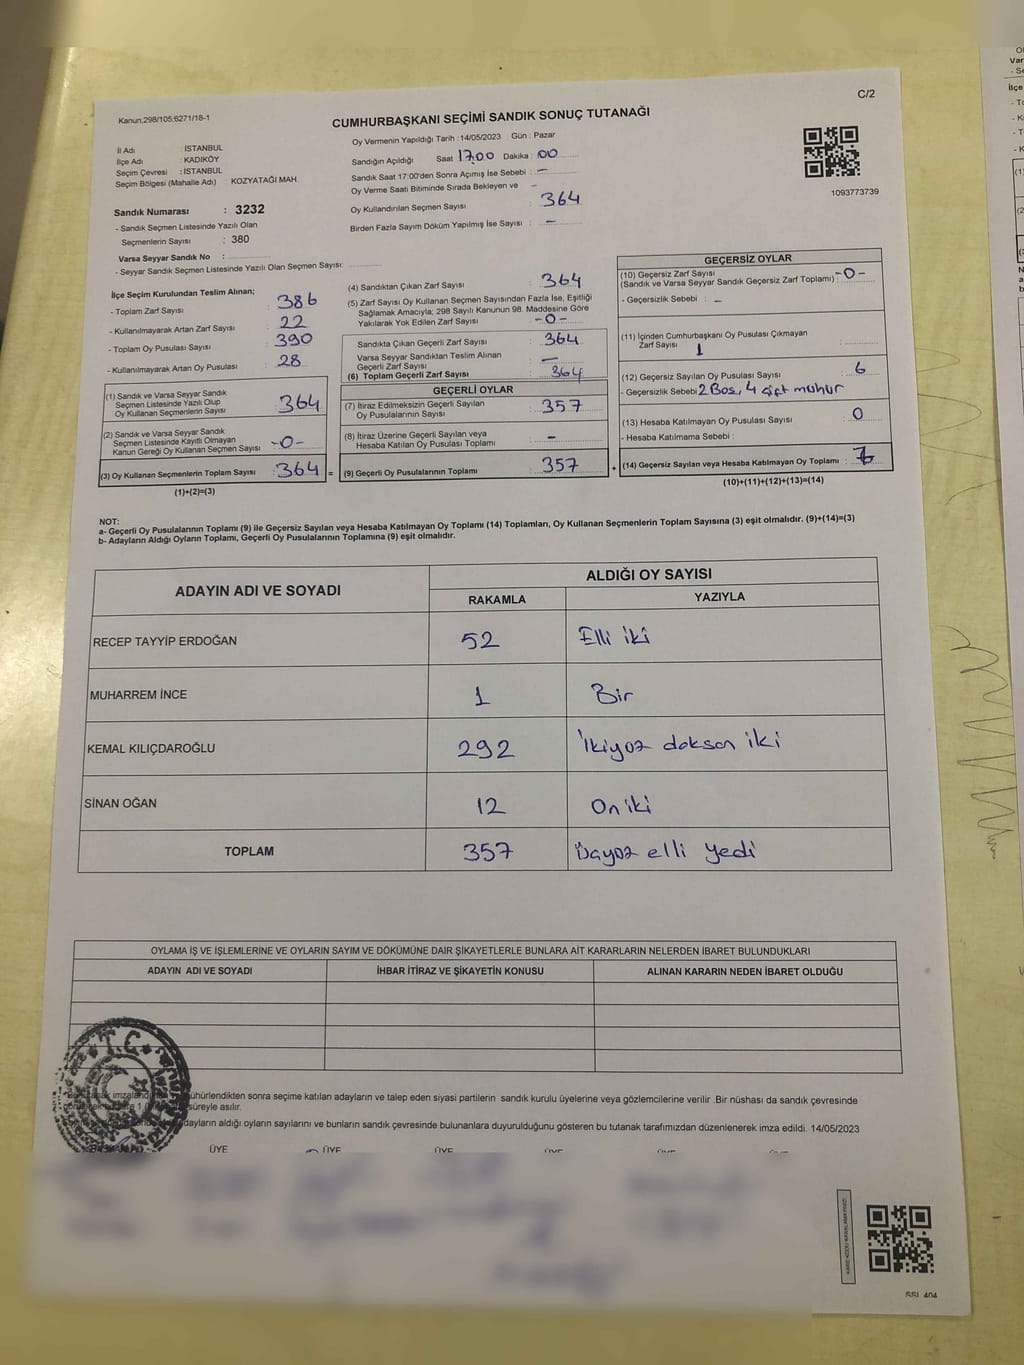 C/2
Kanun;298/105,6271/18-1
CUMHURBAŞKANI SEÇİMİ SANDIK SONUÇ TUTANAĞI
Oy Vermenin Yapıldığı Tarih : 14/05/2023 Gün : Pazar
İl Adı : İSTANBUL
İlçe Adı : KADIKÖY
Seçim Çevresi : İSTANBUL
Seçim Bölgesi (Mahalle Adı) : KOZYATAĞI MAH.
Sandığın Açıldığı Saat 17.00 Dakika : 00
Sandık Saat 17:00'den Sonra Açımış İse Sebebi : -
Oy Verme Saati Bitiminde Sırada Bekleyen ve -
Oy Kullandırılan Seçmen Sayısı : 364
Birden Fazla Sayım Döküm Yapılmış İse Sayısı : -
1093773739
Sandık Numarası : 3232
- Sandık Seçmen Listesinde Yazılı Olan
Seçmenlerin Sayısı : 380
Varsa Seyyar Sandık No :
- Seyyar Sandık Seçmen Listesinde Yazılı Olan Seçmen Sayısı:
İlçe Seçim Kurulundan Teslim Alınan;
- Toplam Zarf Sayısı : 386
- Kullanılmayarak Artan Zarf Sayısı : 22
- Toplam Oy Pusulası Sayısı : 390
- Kullanılmayarak Artan Oy Pusulası : 28
(1) Sandık ve Varsa Seyyar Sandık
Seçmen Listesinde Yazılı Olup
Oy Kullanan Seçmenlerin Sayısı : 364
(2) Sandık ve Varsa Seyyar Sandık
Seçmen Listesinde Kayıtlı Olmayan
Kanun Gereği Oy Kullanan Seçmen Sayısı -0-
(3) Oy Kullanan Seçmenlerin Toplam Sayısı : 364 =
(1)+(2)=(3)
(4) Sandıktan Çıkan Zarf Sayısı : 364
(5) Zarf Sayısı Oy Kullanan Seçmen Sayısından Fazla İse, Eşitliği
Sağlamak Amacıyla; 298 Sayılı Kanunun 98. Maddesine Göre
Yakılarak Yok Edilen Zarf Sayısı : -0-
Sandıkta Çıkan Geçerli Zarf Sayısı : 364
Varsa Seyyar Sandıktan Teslim Alınan
Geçerli Zarf Sayısı : -
(6) Toplam Geçerli Zarf Sayısı : 364
GEÇERLİ OYLAR
(7) İtiraz Edilmeksizin Geçerli Sayılan
Oy Pusulalarının Sayısı : 357
(8) İtiraz Üzerine Geçerli Sayılan veya
Hesaba Katılan Oy Pusulası Toplamı : -
(9) Geçerli Oy Pusulalarının Toplamı : 357 +
GEÇERSİZ OYLAR
(10) Geçersiz Zarf Sayısı
(Sandık ve Varsa Seyyar Sandık Geçersiz Zarf Toplamı) -0-
- Geçersizlik Sebebi : -
(11) İçinden Cumhurbaşkanı Oy Pusulası Çıkmayan
Zarf Sayısı 1
(12) Geçersiz Sayılan Oy Pusulası Sayısı : 6
- Geçersizlik Sebebi 2 Boş, 4 çift mühür
(13) Hesaba Katılmayan Oy Pusulası Sayısı : 0
- Hesaba Katılmama Sebebi :
(14) Geçersiz Sayılan veya Hesaba Katılmayan Oy Toplamı : 7
(10)+(11)+(12)+(13)=(14)
NOT:
a- Geçerli Oy Pusulalarının Toplamı (9) ile Geçersiz Sayılan veya Hesaba Katılmayan Oy Toplamı (14) Toplamları, Oy Kullanan Seçmenlerin Toplam Sayısına (3) eşit olmalıdır. (9)+(14)=(3)
b- Adayların Aldığı Oyların Toplamı, Geçerli Oy Pusulalarının Toplamına (9) eşit olmalıdır.
ADAYIN ADI VE SOYADI ALDIĞI OY SAYISI
RAKAMLA YAZIYLA
RECEP TAYYİP ERDOĞAN 52 Elli iki
MUHARREM İNCE 1 Bir
KEMAL KILIÇDAROĞLU 292 İkiyüz doksan iki
SİNAN OĞAN 12 On iki
TOPLAM 357 Üçyüz elli yedi
OYLAMA İŞ VE İŞLEMLERİNE VE OYLARIN SAYIM VE DÖKÜMÜNE DAİR ŞİKAYETLERLE BUNLARA AİT KARARLARIN NELERDEN İBARET BULUNDUKLARI
ADAYIN ADI VE SOYADI İHBAR İTİRAZ VE ŞİKAYETİN KONUSU ALINAN KARARIN NEDEN İBARET OLDUĞU
T.C.
mühürlendikten sonra seçime katılan adayların ve talep eden siyasi partilerin sandık kurulu üyelerine veya gözlemcilerine verilir .Bir nüshası da sandık çevresinde
süreyle asılır.
adayların aldığı oyların sayılarını ve bunların sandık çevresinde bulunanlara duyurulduğunu gösteren bu tutanak tarafımızdan düzenlenerek imza edildi. 14/05/2023
ÜYE ÜYE ÜYE